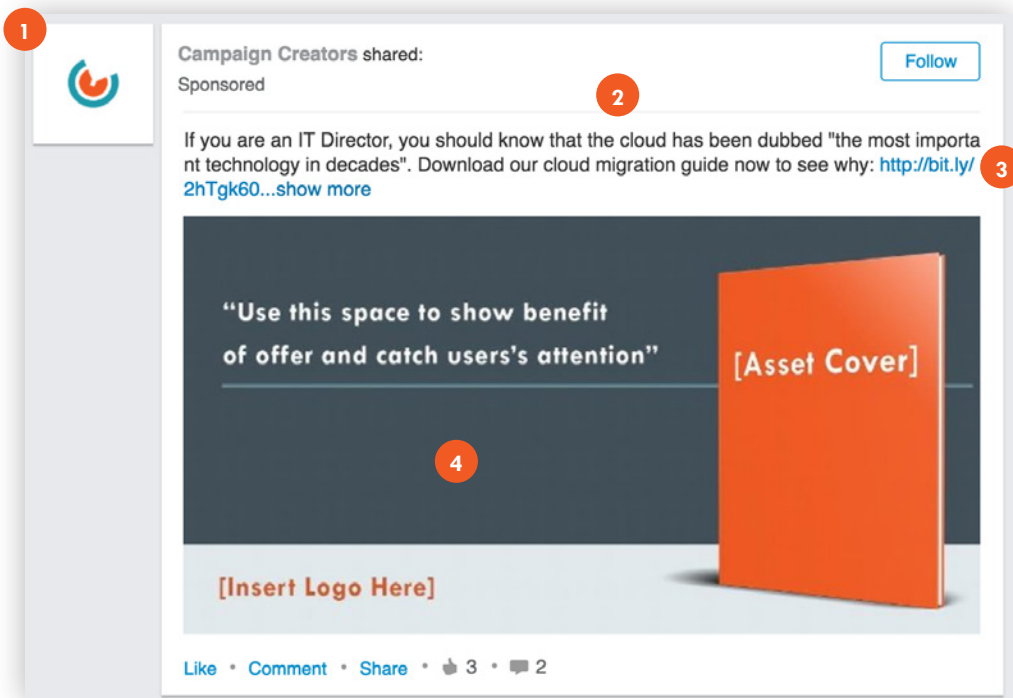 1
Campaign Creators shared:
Follow
Sponsored
2
If you are an IT Director, you should know that the cloud has been dubbed "the most importa
nt technology in decades". Download our cloud migration guide now to see why: http://bit.ly/
3
2hTgk60...show more
“Use this space to show benefit
of offer and catch users's attention”
[Asset Cover]
4
[Insert Logo Here]
Like • Comment • Share • 3 • 2